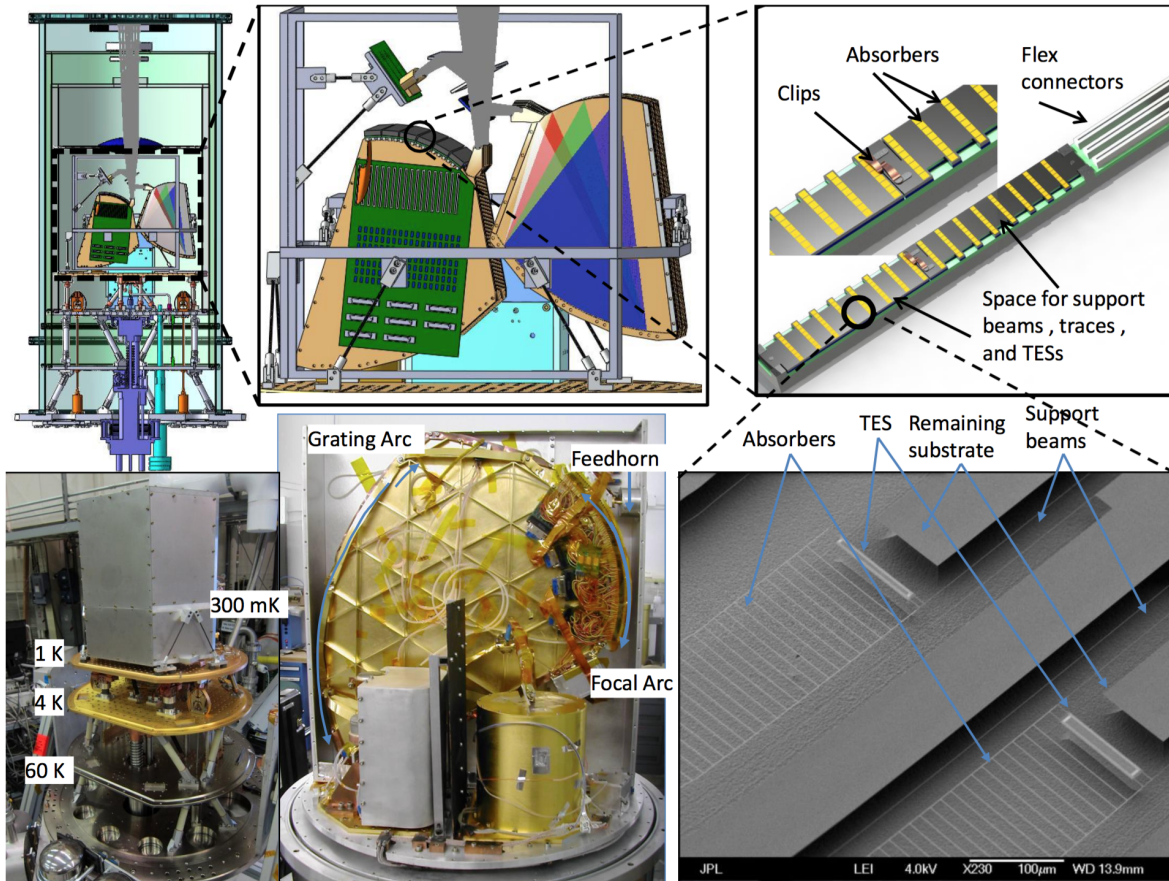 Absorbers
Flex
connectors
Clips
Space for support
beams , traces ,
and TESs
Grating Arc
Feedhorn
Focal Arc
300 mK
1 K
4 K
60 K
Absorbers
TES
Remaining
substrate
Support
beams
JPL LEI 4.0kV X230 100μm WD 13.9mm